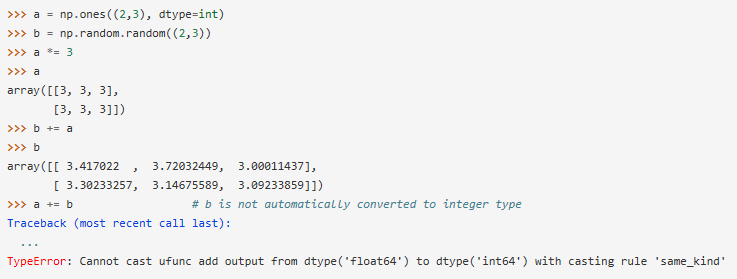 >>> a = np.ones((2,3), dtype=int)
>>> b = np.random.random((2,3))
>>> a *= 3
>>> a
array([[3, 3, 3],
       [3, 3, 3]])
>>> b += a
>>> b
array([[ 3.417022  ,  3.72032449,  3.00011437],
       [ 3.30233257,  3.14675589,  3.09233859]])
>>> a += b                  # b is not automatically converted to integer type
Traceback (most recent call last):
  ...
TypeError: Cannot cast ufunc add output from dtype('float64') to dtype('int64') with casting rule 'same_kind'